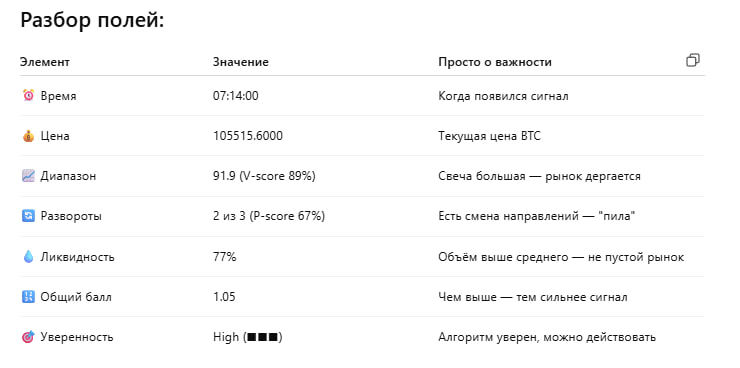 Разбор полей:
Элемент Значение Просто о важности
⏰ Время 07:14:00 Когда появился сигнал
💰 Цена 105515.6000 Текущая цена BTC
📈 Диапазон 91.9 (V-score 89%) Свеча большая — рынок дергается
🔄 Развороты 2 из 3 (P-score 67%) Есть смена направлений — "пила"
💧 Ликвидность 77% Объём выше среднего — не пустой рынок
🔢 Общий балл 1.05 Чем выше — тем сильнее сигнал
🎯 Уверенность High (■■■) Алгоритм уверен, можно действовать